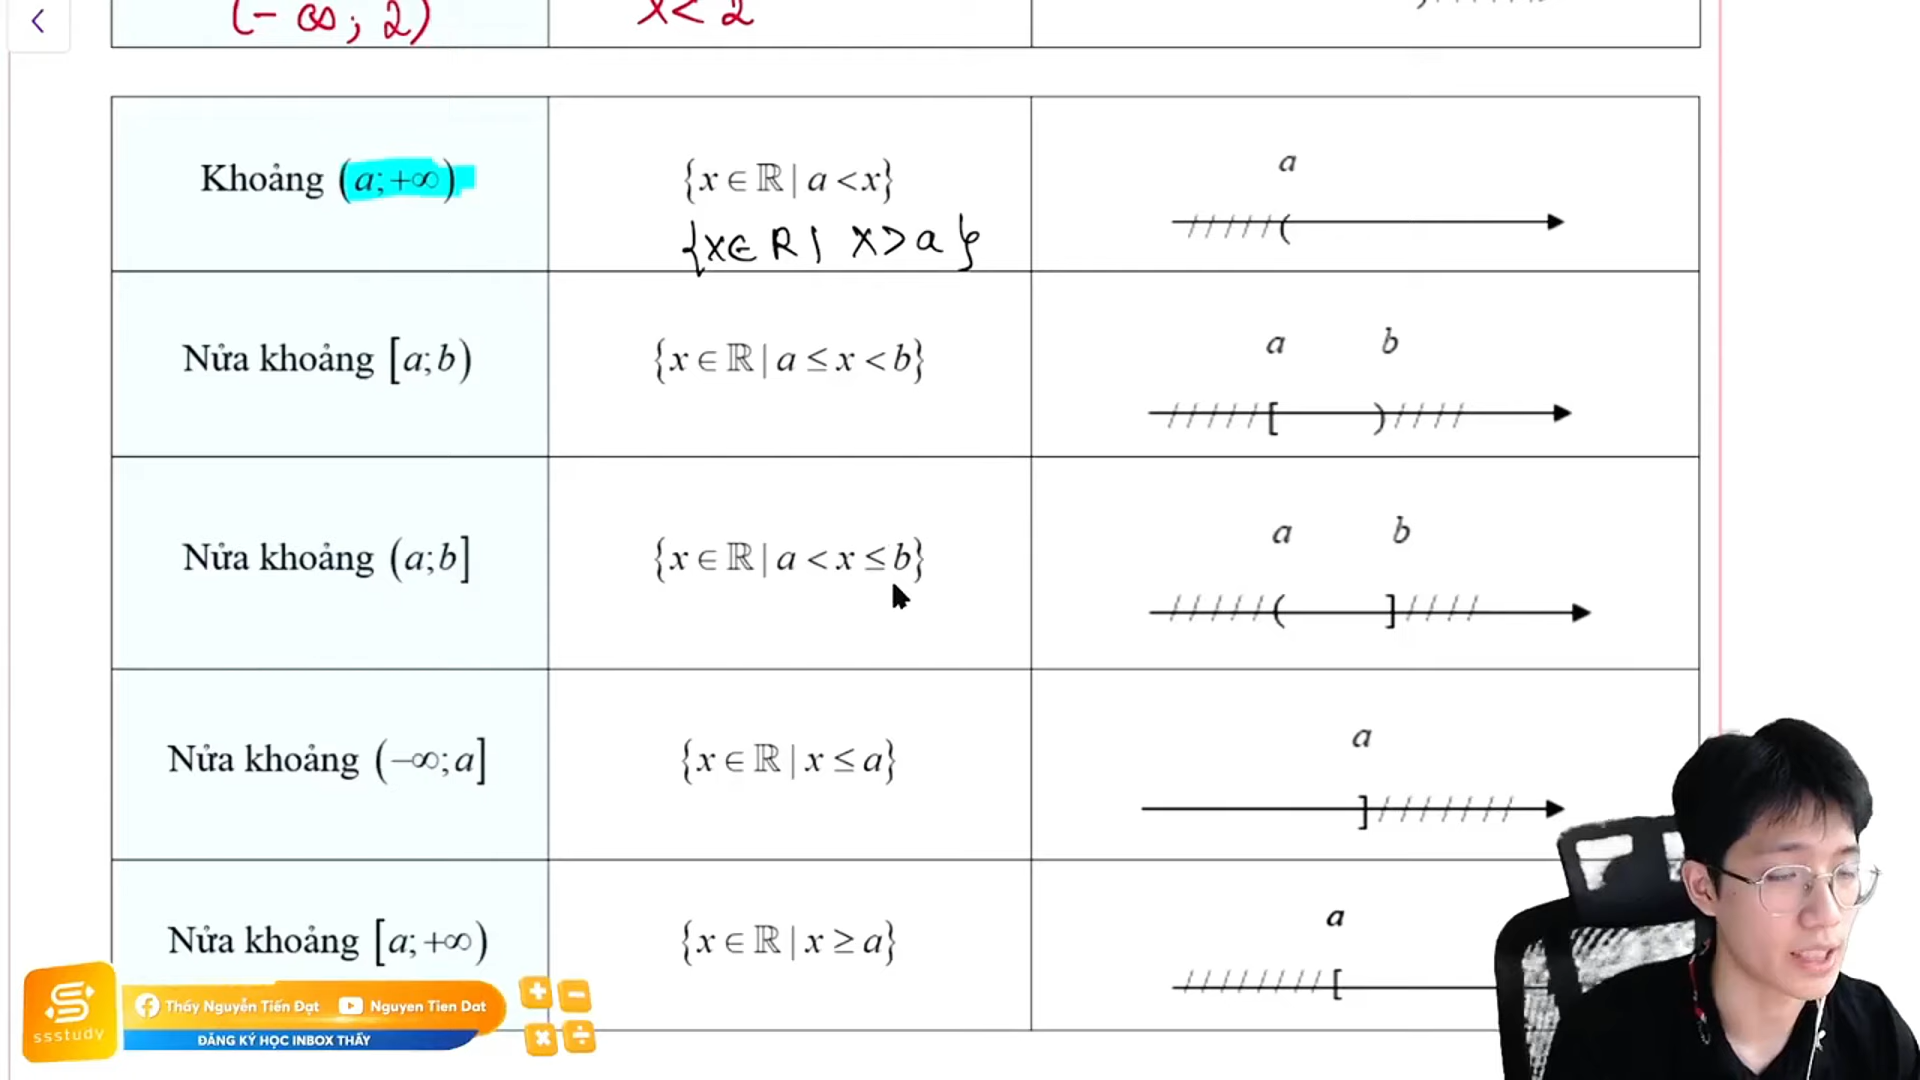 (-∞; 2)
x < 2
Khoảng (a;+∞)
{x∈ℝ | a <x}
{x∈R | x>a}
a
(
Nửa khoảng [a;b)
{x∈ℝ | a ≤ x < b}
a b
[ )
Nửa khoảng (a;b]
{x∈ℝ | a < x ≤ b}
a b
( ]
Nửa khoảng (−∞;a]
{x∈ℝ | x ≤ a}
a
]
Nửa khoảng [a;+∞)
{x∈ℝ | x ≥ a}
a
[
ssstudy
Thầy Nguyễn Tiến Đạt
Nguyen Tien Dat
ĐĂNG KÝ HỌC INBOX THẦY